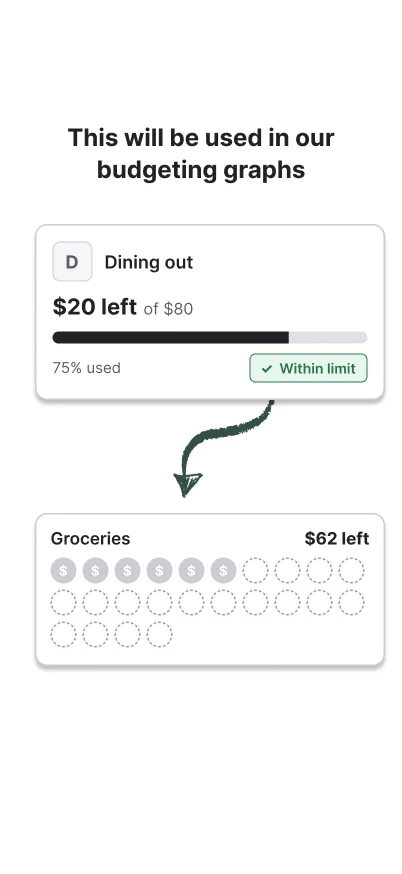 This will be used in our
budgeting graphs
D
Dining out
$20 left of $80
75% used
✓ Within limit
Groceries
$62 left
$ $ $ $ $ $